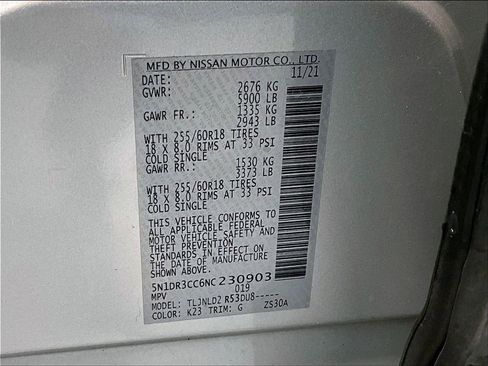 MFD BY NISSAN MOTOR CO., LTD.
DATE: 11/21
GVWR: 2676 KG
5900 LB
GAWR FR.: 1335 KG
2943 LB
WITH 255/60R18 TIRES
18 X 8.0 RIMS AT 33 PSI
COLD SINGLE
GAWR RR.: 1530 KG
3373 LB
WITH 255/60R18 TIRES
18 X 8.0 RIMS AT 33 PSI
COLD SINGLE
THIS VEHICLE CONFORMS TO
ALL APPLICABLE FEDERAL
MOTOR VEHICLE SAFETY AND
THEFT PREVENTION
STANDARDS IN EFFECT ON
THE DATE OF MANUFACTURE
SHOWN ABOVE.
5N1DR3CC6NC230903
MPV 019
MODEL: TLJNLD2 R53DU8-----
COLOR: K23 TRIM: G ZS30A